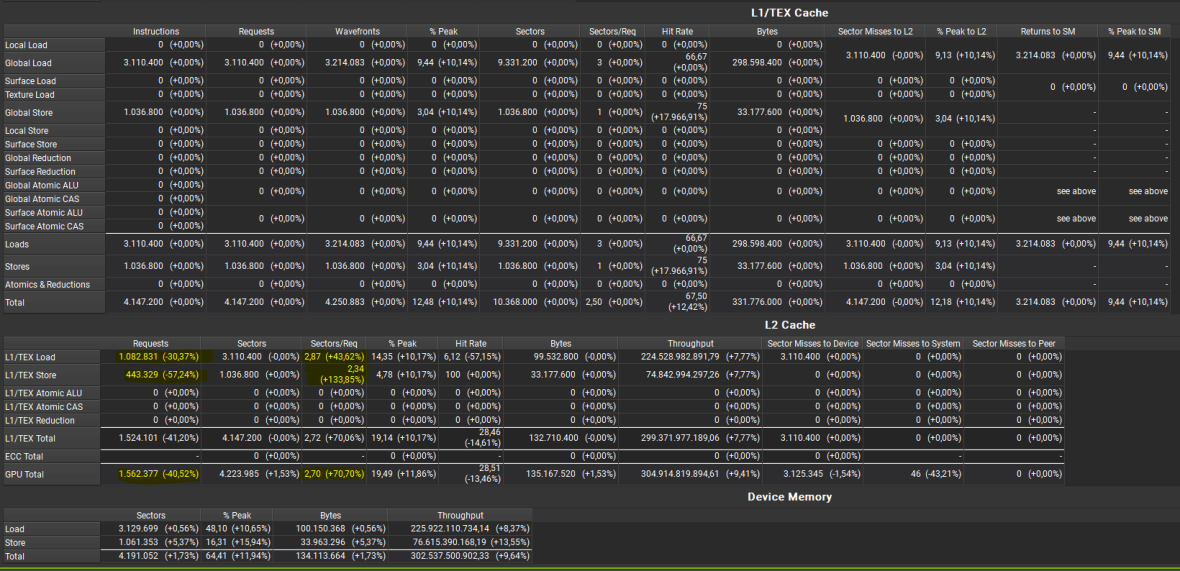 L1/TEX Cache
Instructions Requests Wavefronts % Peak Sectors Sectors/Req Hit Rate Bytes Sector Misses to L2 % Peak to L2 Returns to SM % Peak to SM
Local Load 0 (+0,00%) 0 (+0,00%) 0 (+0,00%) 0 (+0,00%) 0 (+0,00%) 0 (+0,00%) 0 (+0,00%) 0 (+0,00%) 3.110.400 (-0,00%) 9,13 (+10,14%) 3.214.083 (+0,00%) 9,44 (+10,14%)
Global Load 3.110.400 (+0,00%) 3.110.400 (+0,00%) 3.214.083 (+0,00%) 9,44 (+10,14%) 9.331.200 (+0,00%) 3 (+0,00%) 66,67 (+0,00%) 298.598.400 (+0,00%)
Surface Load 0 (+0,00%) 0 (+0,00%) 0 (+0,00%) 0 (+0,00%) 0 (+0,00%) 0 (+0,00%) 0 (+0,00%) 0 (+0,00%) 0 (+0,00%) 0 (+0,00%) 0 (+0,00%) 0 (+0,00%)
Texture Load 0 (+0,00%) 0 (+0,00%) 0 (+0,00%) 0 (+0,00%) 0 (+0,00%) 0 (+0,00%) 0 (+0,00%) 0 (+0,00%) 0 (+0,00%) 0 (+0,00%)
Global Store 1.036.800 (+0,00%) 1.036.800 (+0,00%) 1.036.800 (+0,00%) 3,04 (+10,14%) 1.036.800 (+0,00%) 1 (+0,00%) 75 (+17.966,91%) 33.177.600 (+0,00%) 1.036.800 (+0,00%) 3,04 (+10,14%) - -
Local Store 0 (+0,00%) 0 (+0,00%) 0 (+0,00%) 0 (+0,00%) 0 (+0,00%) 0 (+0,00%) 0 (+0,00%) 0 (+0,00%) - -
Surface Store 0 (+0,00%) 0 (+0,00%) 0 (+0,00%) 0 (+0,00%) 0 (+0,00%) 0 (+0,00%) 0 (+0,00%) 0 (+0,00%) 0 (+0,00%) 0 (+0,00%) - -
Global Reduction 0 (+0,00%) 0 (+0,00%) 0 (+0,00%) 0 (+0,00%) 0 (+0,00%) 0 (+0,00%) 0 (+0,00%) 0 (+0,00%) 0 (+0,00%) 0 (+0,00%) - -
Surface Reduction 0 (+0,00%) 0 (+0,00%) 0 (+0,00%) 0 (+0,00%) 0 (+0,00%) 0 (+0,00%) 0 (+0,00%) 0 (+0,00%) 0 (+0,00%) 0 (+0,00%) - -
Global Atomic ALU 0 (+0,00%) 0 (+0,00%) 0 (+0,00%) 0 (+0,00%) 0 (+0,00%) 0 (+0,00%) 0 (+0,00%) 0 (+0,00%) 0 (+0,00%) 0 (+0,00%) see above see above
Global Atomic CAS 0 (+0,00%)
Surface Atomic ALU 0 (+0,00%) 0 (+0,00%) 0 (+0,00%) 0 (+0,00%) 0 (+0,00%) 0 (+0,00%) 0 (+0,00%) 0 (+0,00%) 0 (+0,00%) 0 (+0,00%) see above see above
Surface Atomic CAS 0 (+0,00%)
Loads 3.110.400 (+0,00%) 3.110.400 (+0,00%) 3.214.083 (+0,00%) 9,44 (+10,14%) 9.331.200 (+0,00%) 3 (+0,00%) 66,67 (+0,00%) 298.598.400 (+0,00%) 3.110.400 (-0,00%) 9,13 (+10,14%) 3.214.083 (+0,00%) 9,44 (+10,14%)
Stores 1.036.800 (+0,00%) 1.036.800 (+0,00%) 1.036.800 (+0,00%) 3,04 (+10,14%) 1.036.800 (+0,00%) 1 (+0,00%) 75 (+17.966,91%) 33.177.600 (+0,00%) 1.036.800 (+0,00%) 3,04 (+10,14%) - -
Atomics & Reductions 0 (+0,00%) 0 (+0,00%) 0 (+0,00%) 0 (+0,00%) 0 (+0,00%) 0 (+0,00%) 0 (+0,00%) 0 (+0,00%) 0 (+0,00%) 0 (+0,00%) - -
Total 4.147.200 (+0,00%) 4.147.200 (+0,00%) 4.250.883 (+0,00%) 12,48 (+10,14%) 10.368.000 (+0,00%) 2,50 (+0,00%) 67,50 (+12,42%) 331.776.000 (+0,00%) 4.147.200 (-0,00%) 12,18 (+10,14%) 3.214.083 (+0,00%) 9,44 (+10,14%)
L2 Cache
Requests Sectors Sectors/Req % Peak Hit Rate Bytes Throughput Sector Misses to Device Sector Misses to System Sector Misses to Peer
L1/TEX Load 1.082.831 (-30,37%) 3.110.400 (-0,00%) 2,87 (+43,62%) 14,35 (+10,17%) 6,12 (-57,15%) 99.532.800 (-0,00%) 224.528.982.891,79 (+7,77%) 3.110.400 (+0,00%) 0 (+0,00%) 0 (+0,00%)
L1/TEX Store 443.329 (-57,24%) 1.036.800 (+0,00%) 2,34 (+133,85%) 4,78 (+10,17%) 100 (+0,00%) 33.177.600 (+0,00%) 74.842.994.297,26 (+7,77%) 0 (+0,00%) 0 (+0,00%) 0 (+0,00%)
L1/TEX Atomic ALU 0 (+0,00%) 0 (+0,00%) 0 (+0,00%) 0 (+0,00%) 0 (+0,00%) 0 (+0,00%) 0 (+0,00%) 0 (+0,00%) 0 (+0,00%) 0 (+0,00%)
L1/TEX Atomic CAS 0 (+0,00%) 0 (+0,00%) 0 (+0,00%) 0 (+0,00%) 0 (+0,00%) 0 (+0,00%) 0 (+0,00%) 0 (+0,00%) 0 (+0,00%) 0 (+0,00%)
L1/TEX Reduction 0 (+0,00%) 0 (+0,00%) 0 (+0,00%) 0 (+0,00%) 0 (+0,00%) 0 (+0,00%) 0 (+0,00%) 0 (+0,00%) 0 (+0,00%) 0 (+0,00%)
L1/TEX Total 1.524.101 (-41,20%) 4.147.200 (-0,00%) 2,72 (+70,06%) 19,14 (+10,17%) 28,46 (-14,61%) 132.710.400 (-0,00%) 299.371.977.189,06 (+7,77%) 3.110.400 (+0,00%) 0 (+0,00%) 0 (+0,00%)
ECC Total - 0 (+0,00%) - 0 (+0,00%) - 0 (+0,00%) 0 (+0,00%) 0 (+0,00%) - -
GPU Total 1.562.377 (-40,52%) 4.223.985 (+1,53%) 2,70 (+70,70%) 19,49 (+11,86%) 28,51 (-13,46%) 135.167.520 (+1,53%) 304.914.819.894,61 (+9,41%) 3.125.345 (-1,54%) 46 (-43,21%) 0 (+0,00%)
Device Memory
Sectors % Peak Bytes Throughput
Load 3.129.699 (+0,56%) 48,10 (+10,65%) 100.150.368 (+0,56%) 225.922.110.734,14 (+8,37%)
Store 1.061.353 (+5,37%) 16,31 (+15,94%) 33.963.296 (+5,37%) 76.615.390.168,19 (+13,55%)
Total 4.191.052 (+1,73%) 64,41 (+11,94%) 134.113.664 (+1,73%) 302.537.500.902,33 (+9,64%)